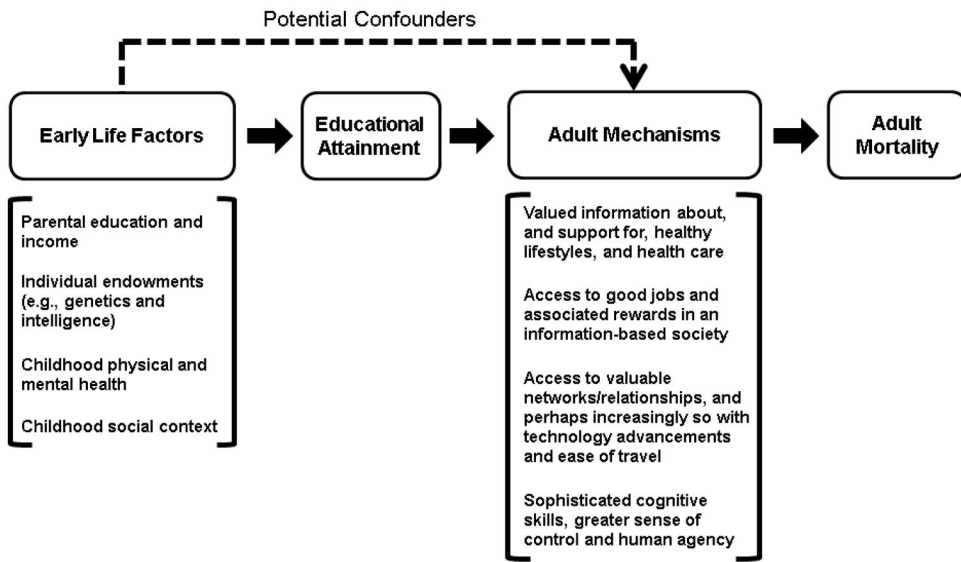 Potential Confounders
Early Life Factors
Educational
Attainment
Adult Mechanisms
Adult
Mortality
Parental education and
income
Individual endowments
(e.g., genetics and
intelligence)
Childhood physical and
mental health
Childhood social context
Valued information about,
and support for, healthy
lifestyles, and health care
Access to good jobs and
associated rewards in an
information-based society
Access to valuable
networks/relationships, and
perhaps increasingly so with
technology advancements
and ease of travel
Sophisticated cognitive
skills, greater sense of
control and human agency